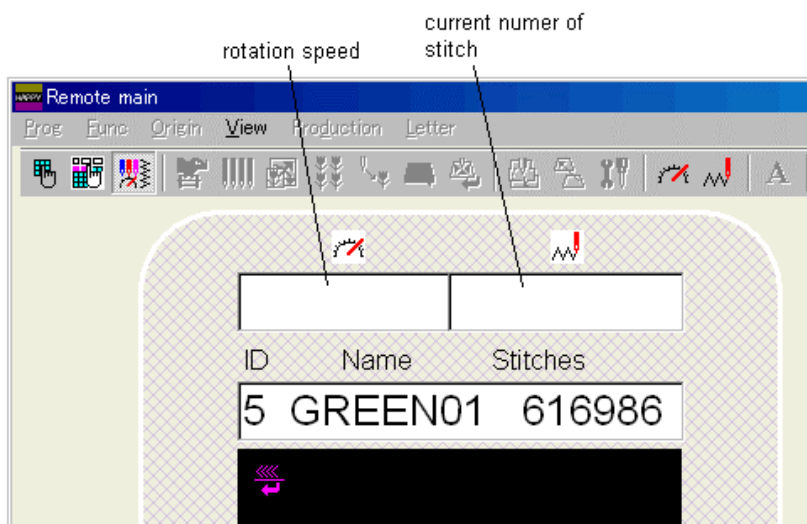 current numer of
stitch
rotation speed
HAPPY Remote main
Prog Func Origin View Production Letter
A
ID Name Stitches
5 GREEN01 616986